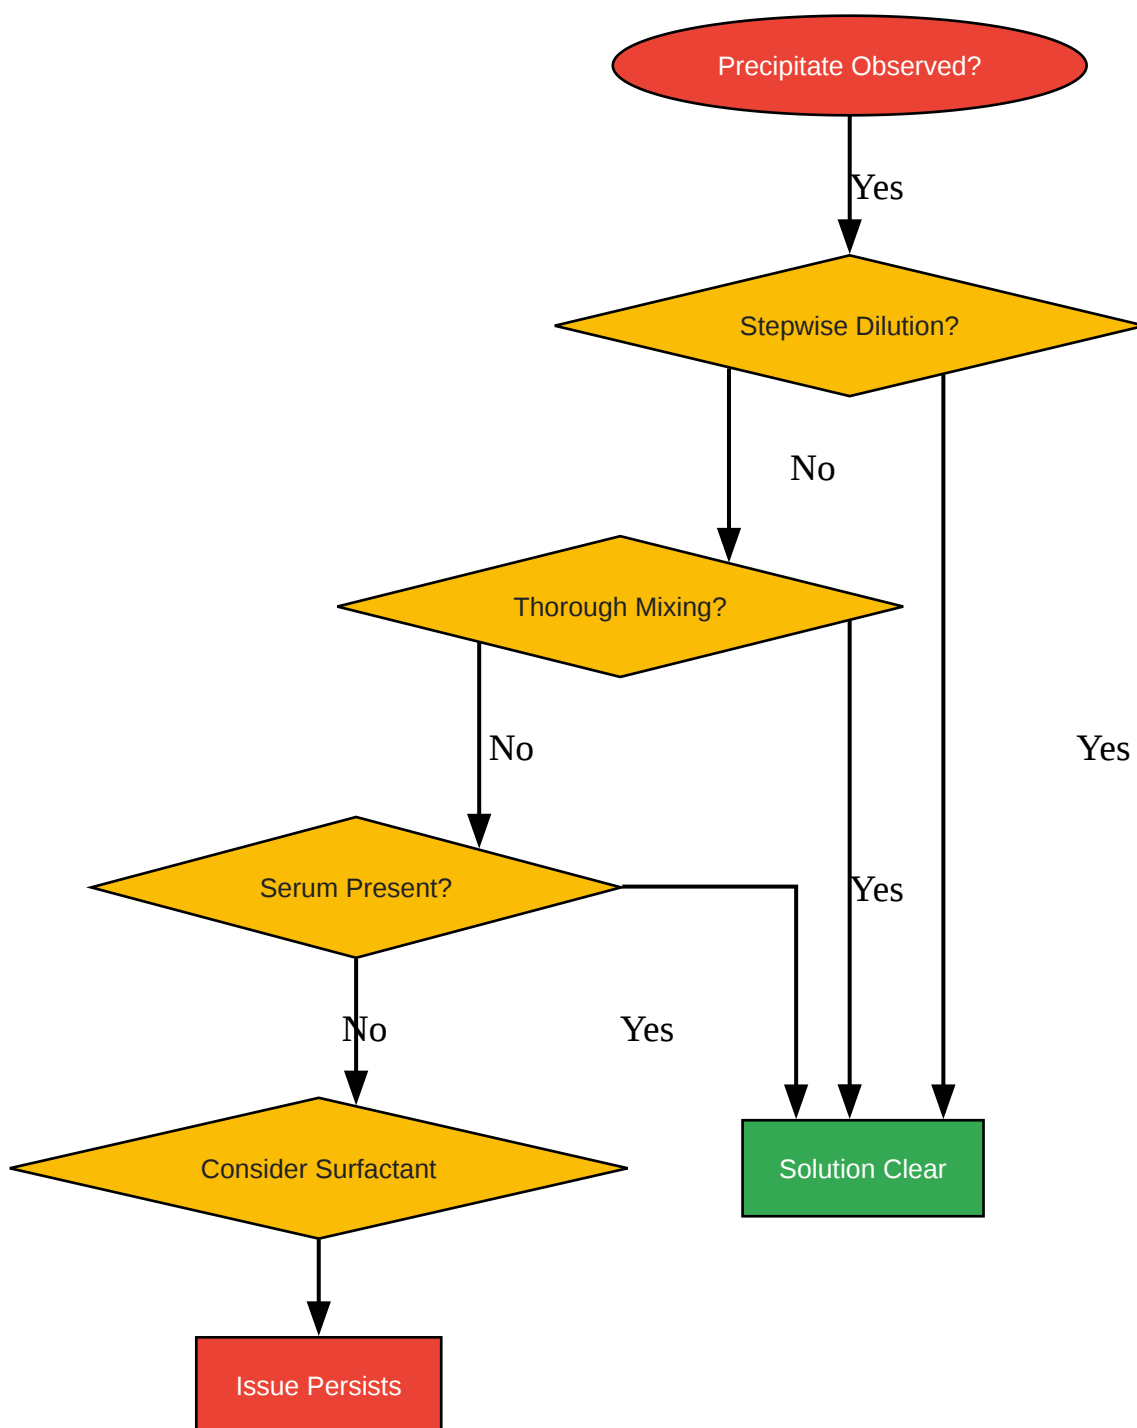 Precipitate Observed?
Yes
Stepwise Dilution?
No
Thorough Mixing?
No
Yes
Serum Present?
Yes
No
Yes
Consider Surfactant
Solution Clear
Issue Persists